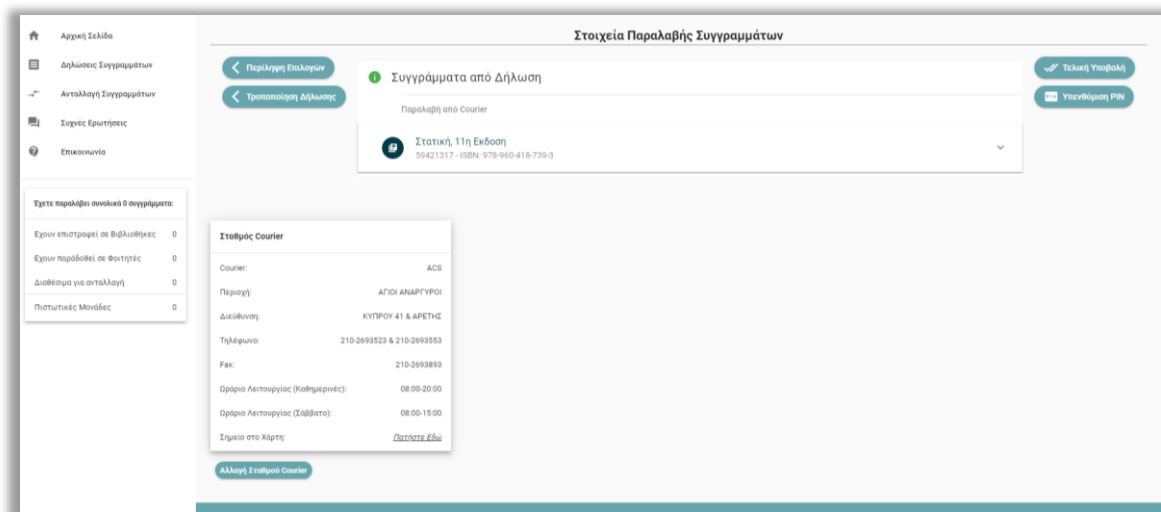 Αρχική Σελίδα
Δηλώσεις Συγγραμμάτων
Ανταλλαγή Συγγραμμάτων
Συχνές Ερωτήσεις
Επικοινωνία
Έχετε παραλάβει συνολικά 0 συγγράμματα:
Εχουν επιστραφεί σε Βιβλιοθήκες 0
Εχουν παραδοθεί σε Φοιτητές 0
Διαθέσιμα για ανταλλαγή 0
Πιστωτικές Μονάδες 0
Στοιχεία Παραλαβής Συγγραμμάτων
Περίληψη Επιλογών
Τροποποίηση Δήλωσης
Συγγράμματα από Δήλωση
Παραλαβή από Courier
Στατική, 11η Εκδοση
59421317 - ISBN: 978-960-418-739-3
Τελική Υποβολή
PIN Υπενθύμιση PIN
Σταθμός Courier
Courier: ACS
Περιοχή: ΑΓΙΟΙ ΑΝΑΡΓΥΡΟΙ
Διεύθυνση: ΚΥΠΡΟΥ 41 & ΑΡΕΤΗΣ
Τηλέφωνο: 210-2693523 & 210-2693553
Fax: 210-2693893
Ωράριο Λειτουργίας (Καθημερινές): 08:00-20:00
Ωράριο Λειτουργίας (Σάββατο): 08:00-15:00
Σημείο στο Χάρτη: Πατήστε Εδώ
Αλλαγή Σταθμού Courier